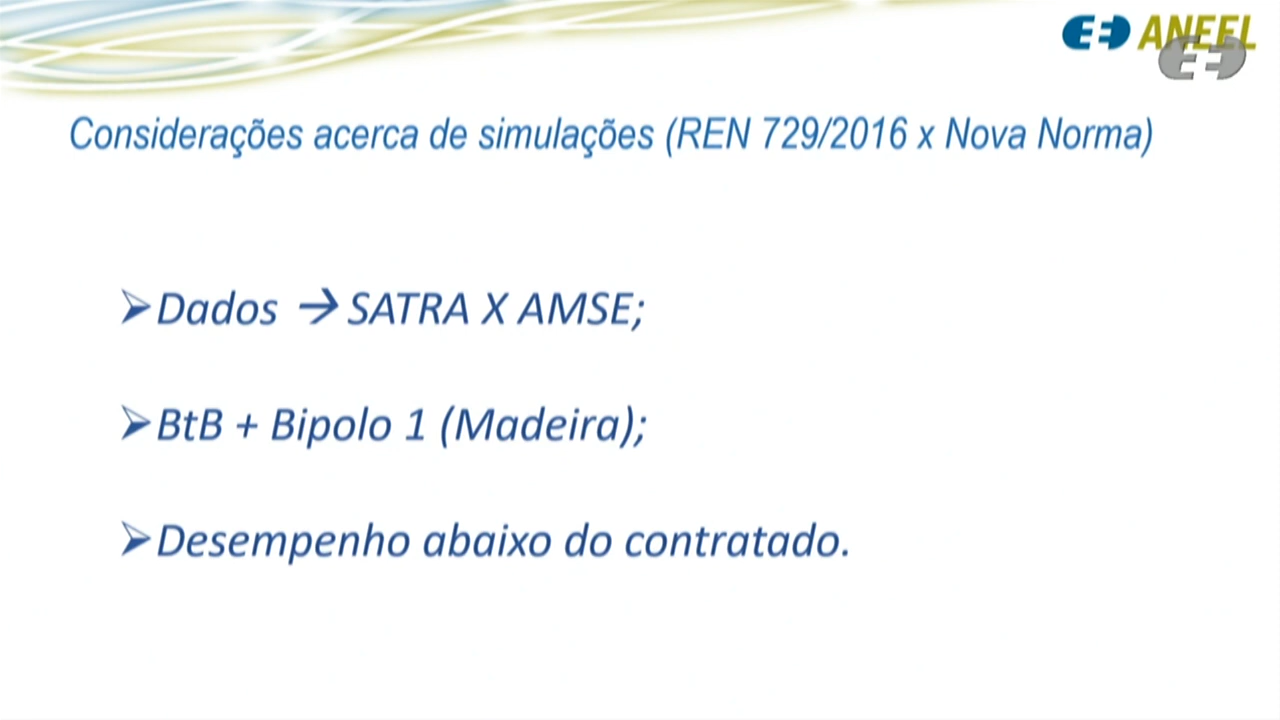 ANEEL
Considerações acerca de simulações (REN 729/2016 x Nova Norma)
➢Dados → SATRA X AMSE;
➢BtB + Bipolo 1 (Madeira);
➢Desempenho abaixo do contratado.